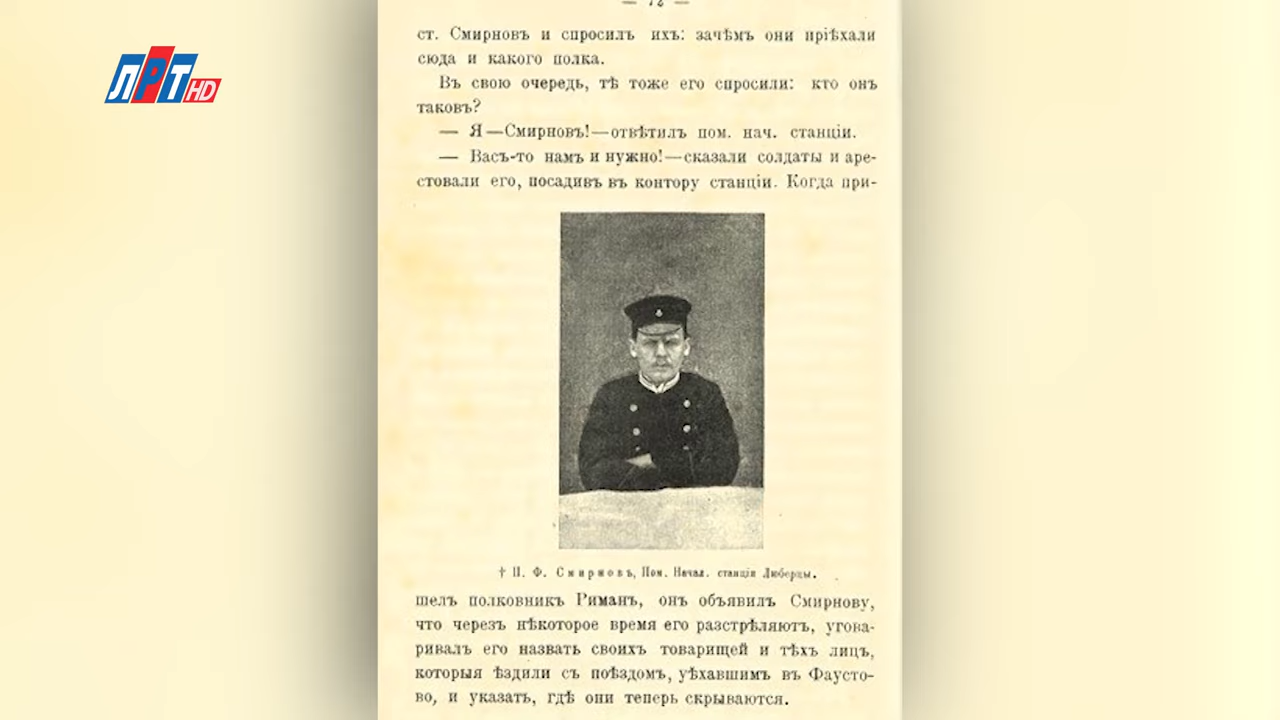 ЛРТ HD
— 72 —
ст. Смирновъ и спросилъ ихъ: зачѣмъ они пріѣхали
сюда и какого полка.
Въ свою очередь, тѣ тоже его спросили: кто онъ
таковъ?
— Я—Смирновъ!—отвѣтилъ пом. нач. станціи.
— Васъ-то намъ и нужно!—сказали солдаты и аре-
стовали его, посадивъ въ контору станціи. Когда при-
† П. Ф. Смирновъ, Пом. Начал. станціи Люберцы.
шелъ полковникъ Риманъ, онъ объявилъ Смирнову,
что черезъ нѣкоторое время его разстрѣляютъ, угова-
ривалъ его назвать своихъ товарищей и тѣхъ лицъ,
которыя ѣздили съ поѣздомъ, уѣхавшимъ въ Фаусто-
во, и указать, гдѣ они теперь скрываются.